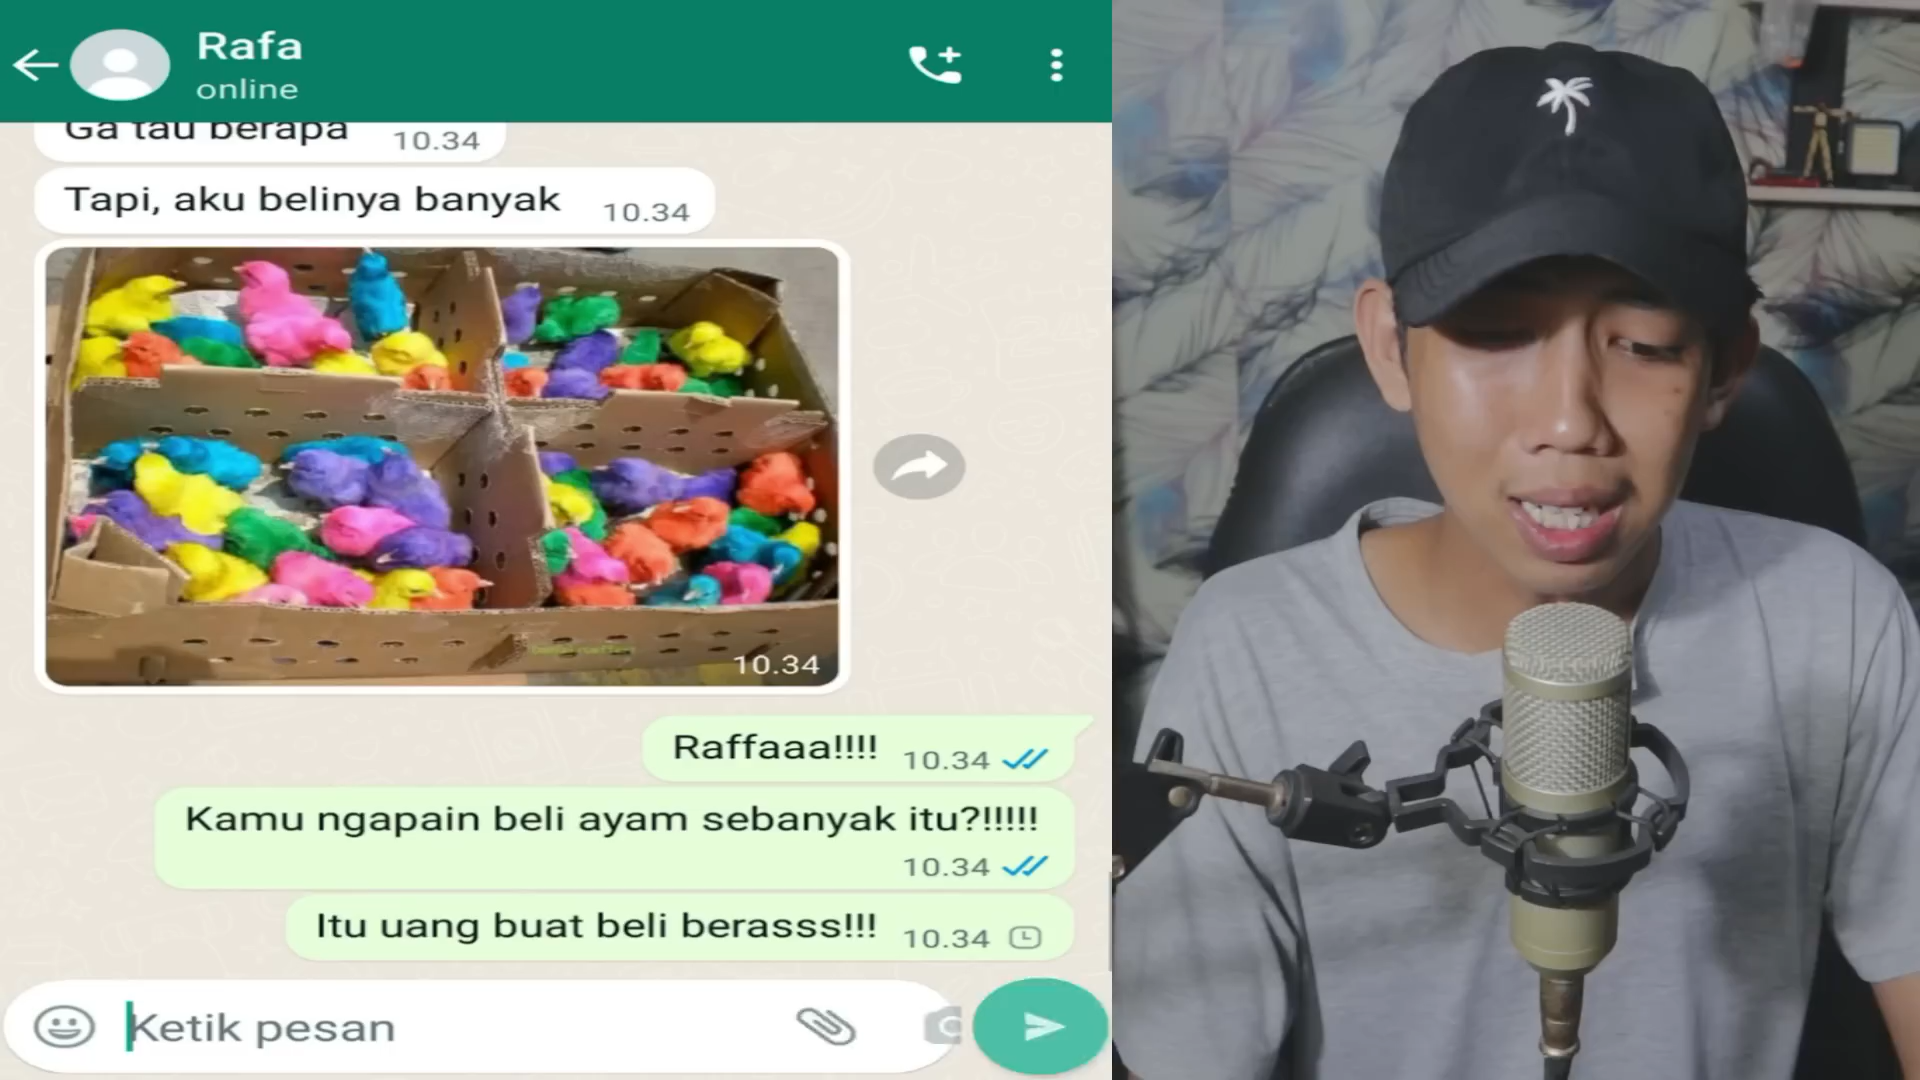 Rafa
online
Ga tau berapa 10.34
Tapi, aku belinya banyak 10.34
10.34
Raffaaa!!!! 10.34
Kamu ngapain beli ayam sebanyak itu?!!!!!
10.34
Itu uang buat beli berasss!!! 10.34
Ketik pesan